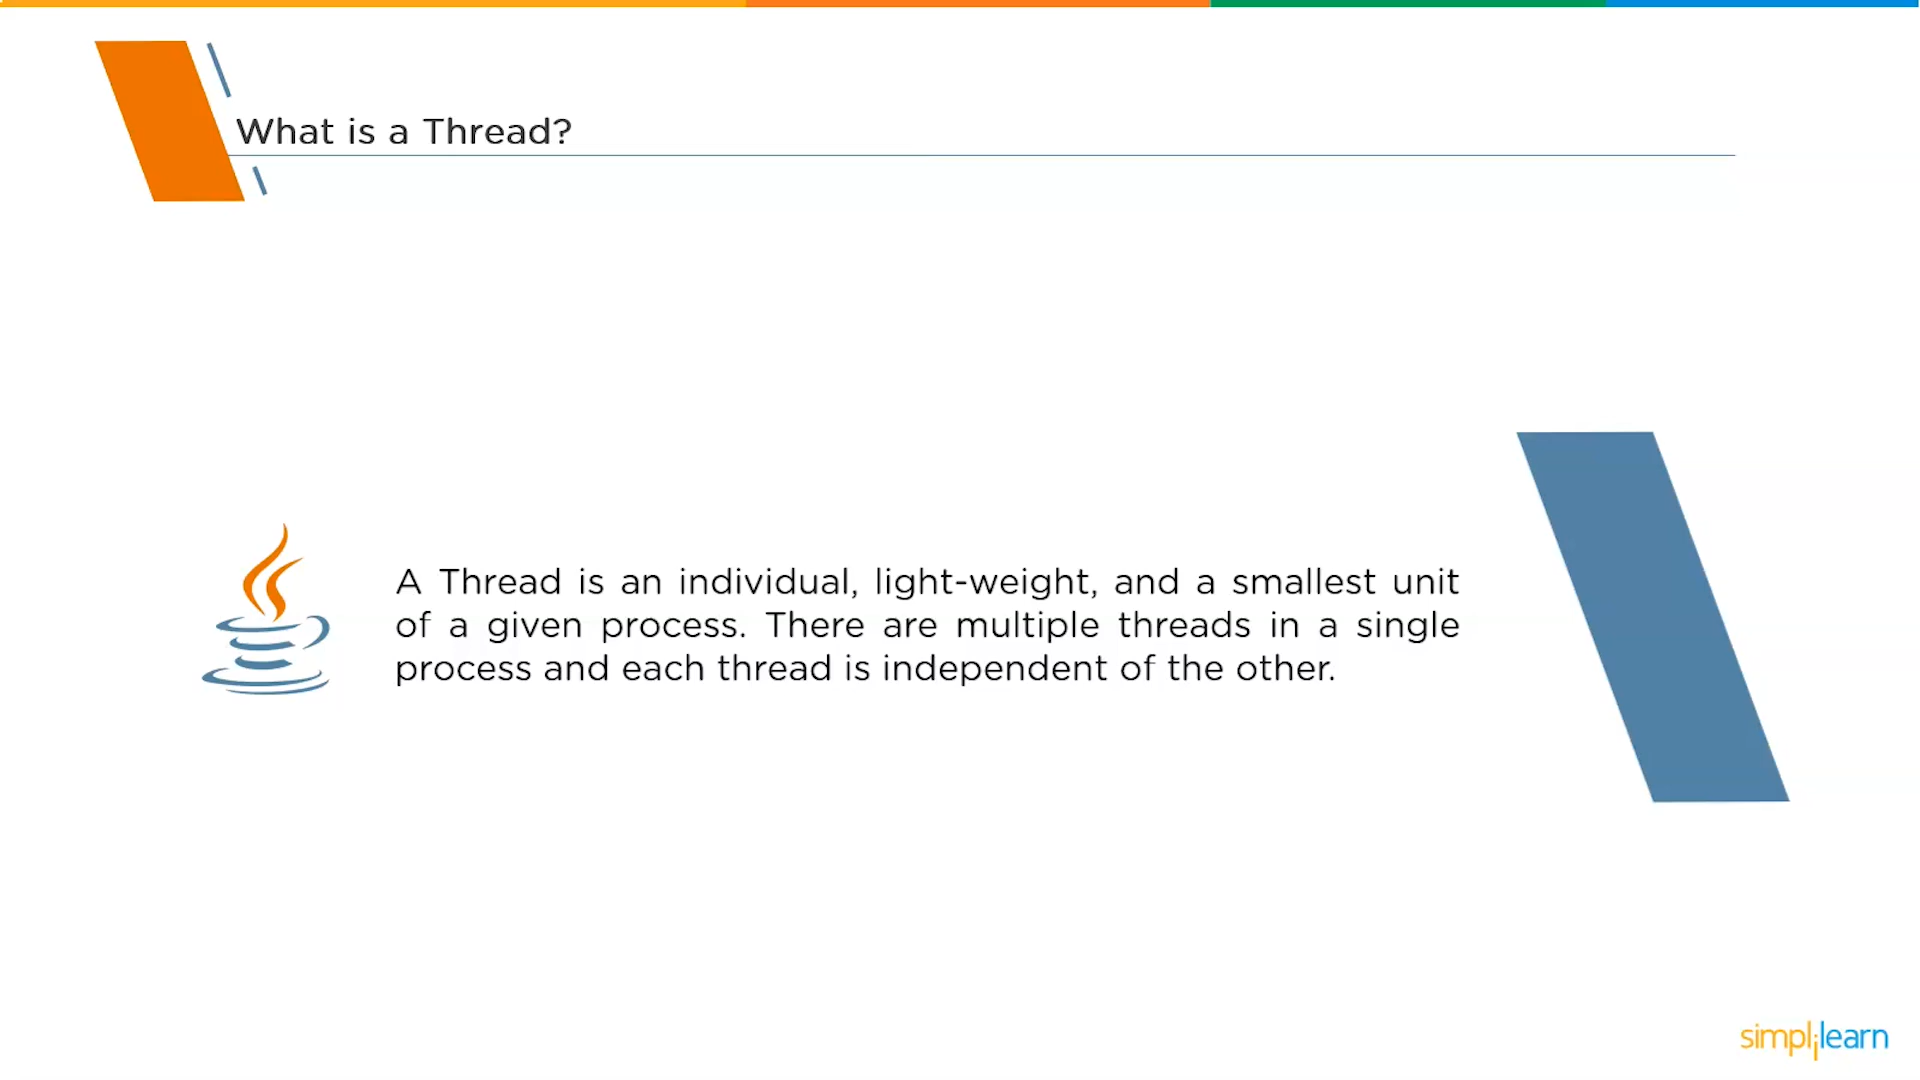 What is a Thread?
A Thread is an individual, light-weight, and a smallest unit
of a given process. There are multiple threads in a single
process and each thread is independent of the other.
simplilearn